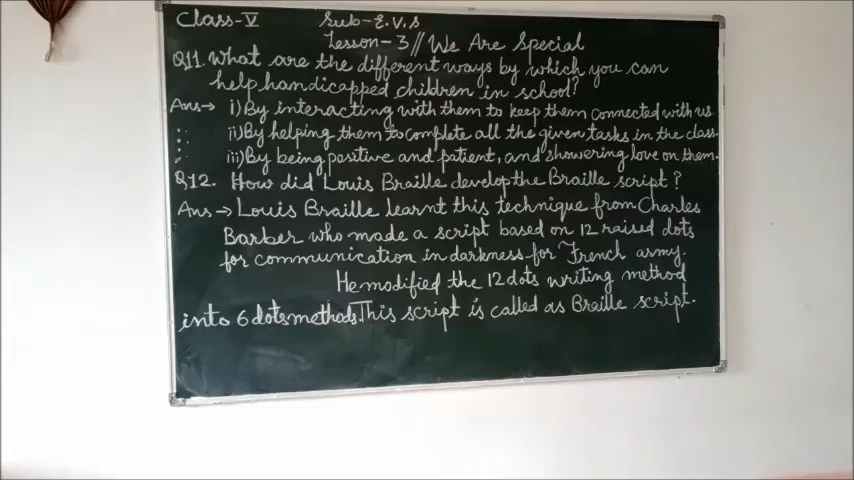 Class-V Sub-E.V.S
Lesson-3 // We Are Special
Q11. What are the different ways by which you can
help handicapped children in school?
Ans→ i) By interacting with them to keep them connected with us.
ii) By helping them to complete all the given tasks in the class.
iii) By being positive and patient, and showering love on them.
Q12. How did Louis Braille develop the Braille script?
Ans→ Louis Braille learnt this technique from Charles
Barber who made a script based on 12 raised dots
for communication in darkness for French army.
He modified the 12 dots writing method
into 6 dots methods. This script is called as Braille script.